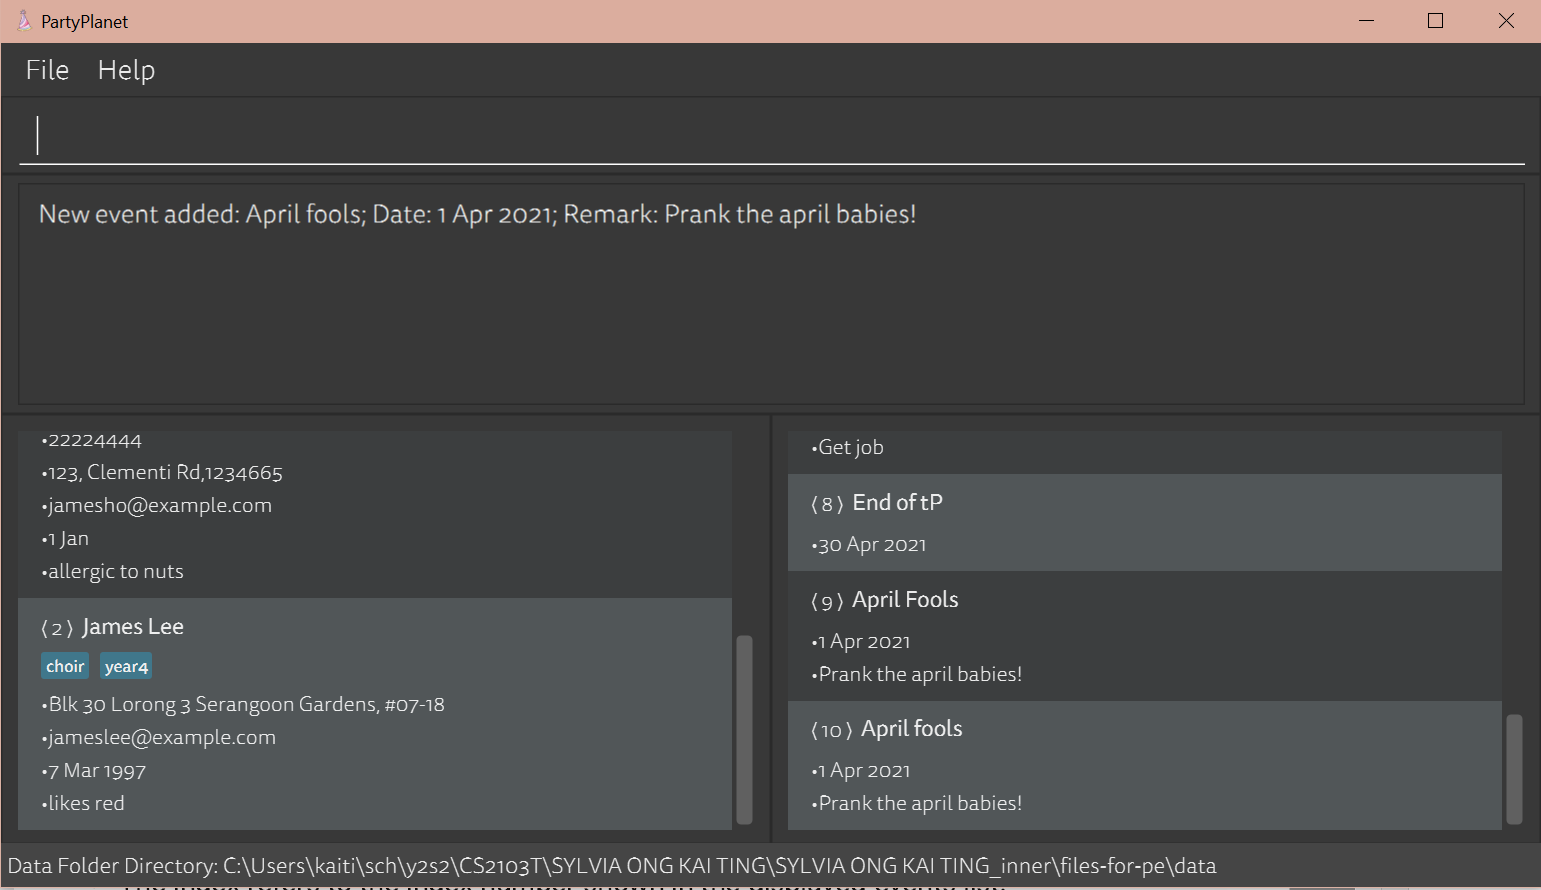 PartyPlanet
File Help
New event added: April fools; Date: 1 Apr 2021; Remark: Prank the april babies!
•22224444
•123, Clementi Rd,1234665
•jamesho@example.com
•1 Jan
•allergic to nuts
⟨2⟩ James Lee
choir year4
•Blk 30 Lorong 3 Serangoon Gardens, #07-18
•jameslee@example.com
•7 Mar 1997
•likes red
•Get job
⟨8⟩ End of tP
•30 Apr 2021
⟨9⟩ April Fools
•1 Apr 2021
•Prank the april babies!
⟨10⟩ April fools
•1 Apr 2021
•Prank the april babies!
Data Folder Directory: C:\Users\kaiti\sch\y2s2\CS2103T\SYLVIA ONG KAI TING\SYLVIA ONG KAI TING_inner\files-for-pe\data